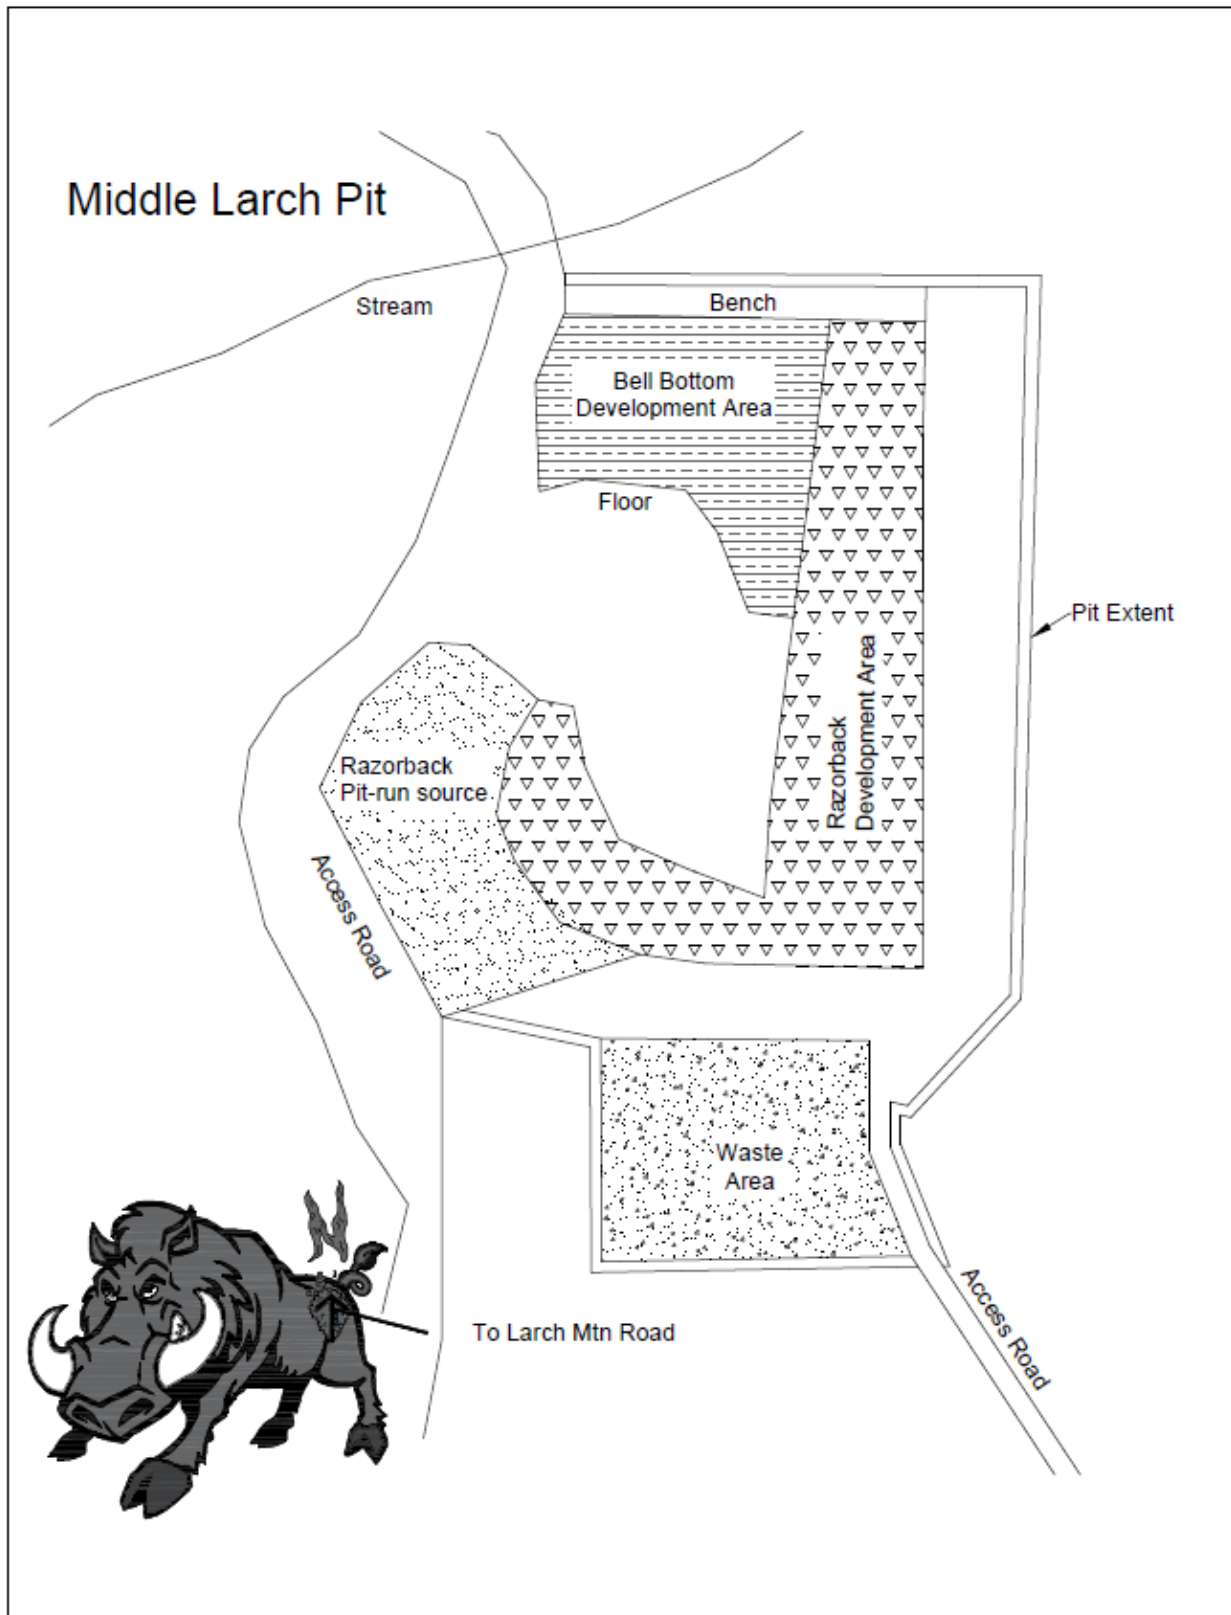 Middle Larch Pit
Stream
Bench
Bell Bottom
Development Area
Floor
Pit Extent
Razorback
Development Area
Razorback
Pit-run source
Access Road
Waste
Area
N
To Larch Mtn Road
Access Road